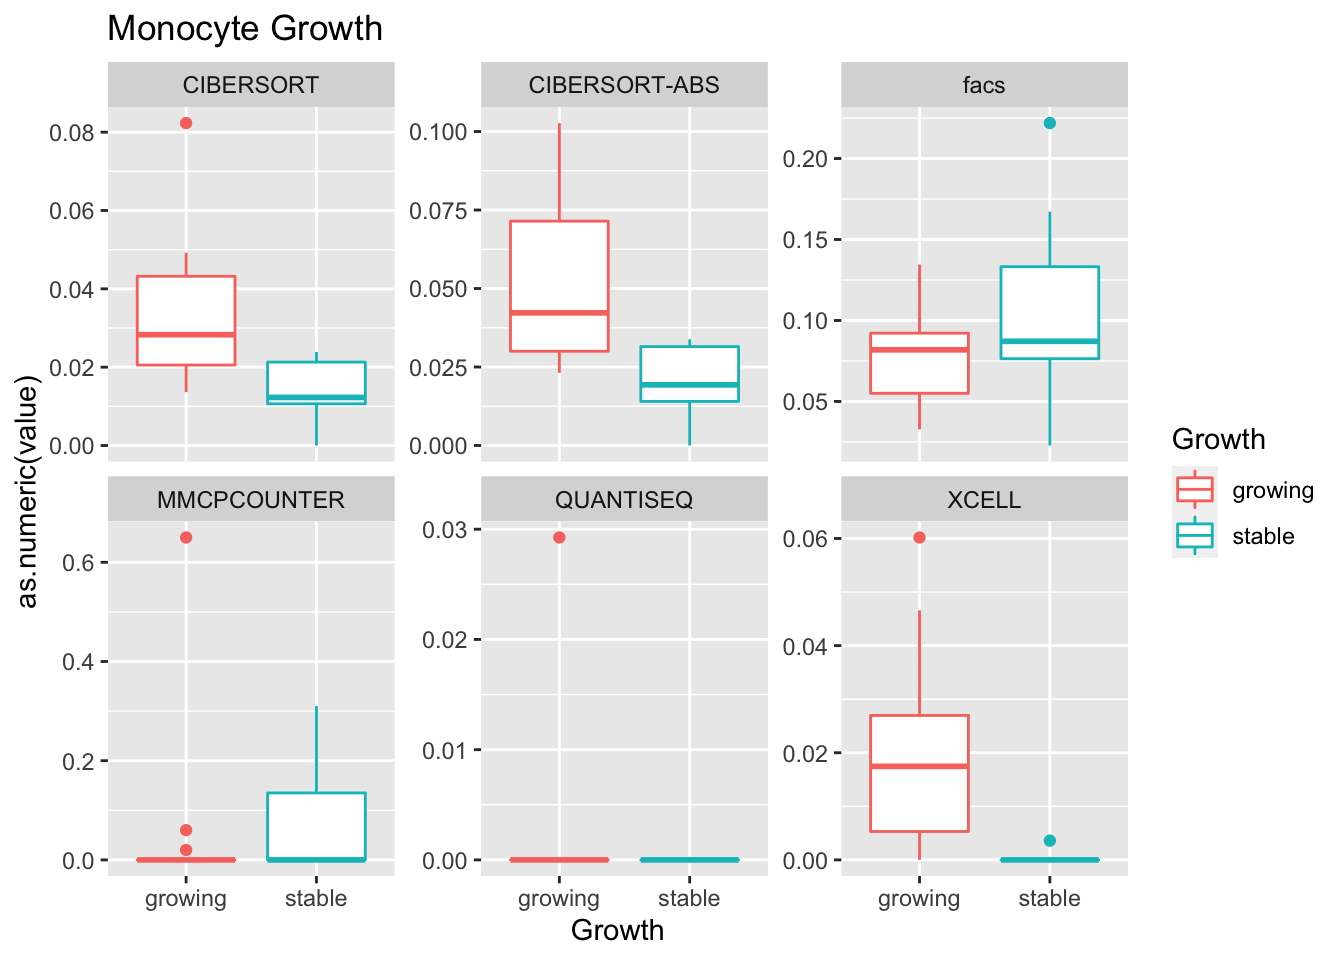 Monocyte Growth
CIBERSORT
CIBERSORT-ABS
facs
0.08
0.06
0.04
0.02
0.00
0.100
0.075
0.050
0.025
0.000
0.20
0.15
0.10
0.05
as.numeric(value)
MMCPCOUNTER
QUANTISEQ
XCELL
0.6
0.4
0.2
0.0
0.03
0.02
0.01
0.00
0.06
0.04
0.02
0.00
growing
stable
growing
stable
growing
stable
Growth
Growth
growing
stable